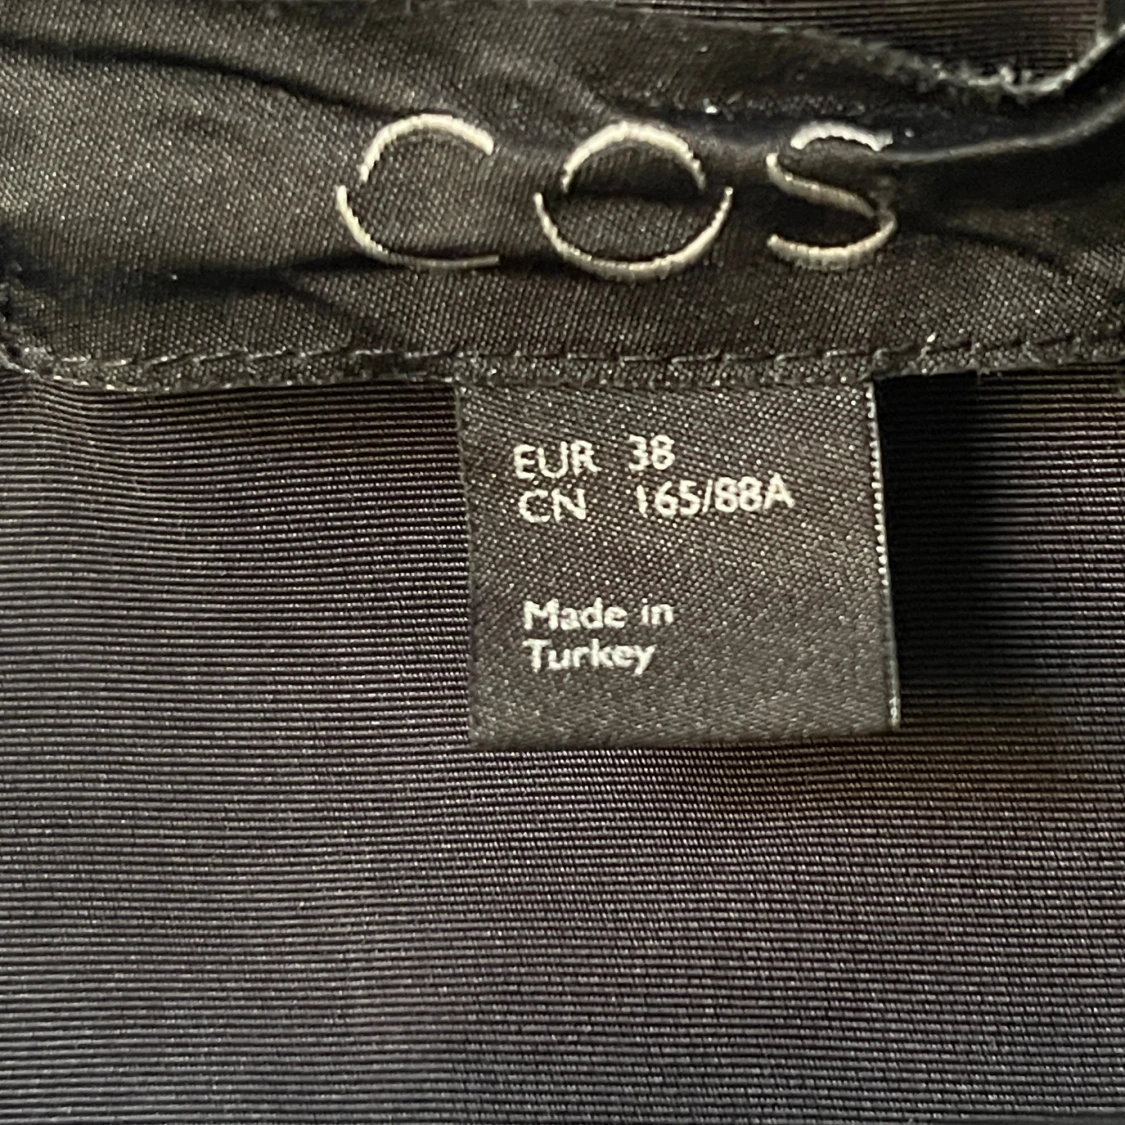 COS
EUR 38
CN 165/88A
Made in
Turkey